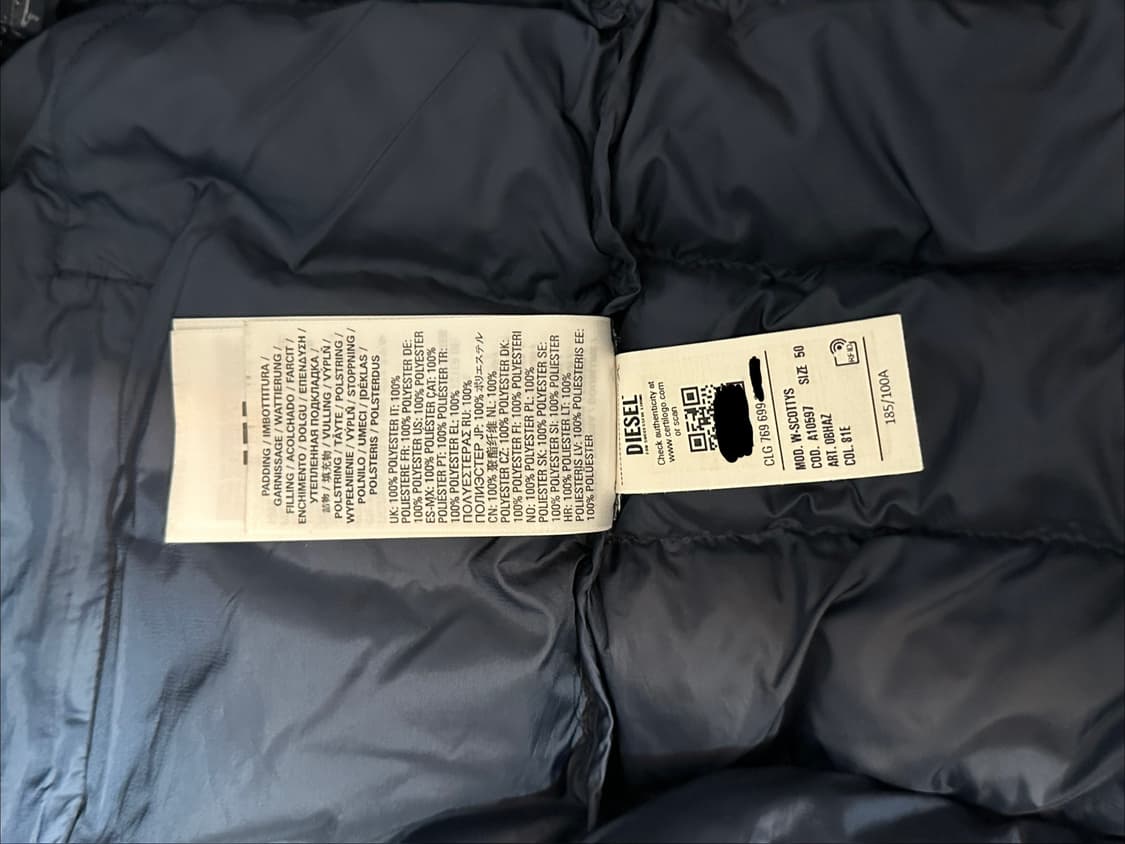 PADDING / IMBOTTITURA /
GARNISSAGE / WATTIERUNG /
FILLING / ACOLCHADO / FARCIT /
ENCHIMENTO / DOLGU / ΕΠΕΝΔΥΣΗ /
УТЕПЛЕННАЯ ПОДКЛАДКА /
詰物 / 填充物 / VULLING / VÝPLŇ /
POLSTRING / TÄYTE / POLSTRING /
WYPEŁNIENIE / VÝPLŇ / STOPPNING /
POLNILO / UMECI / ĮDĖKLAS /
POLSTERIS / POLSTERDUS
UK: 100% POLYESTER IT: 100%
POLIESTERE FR: 100% POLYESTER DE:
100% POLYESTER US: 100% POLYESTER
ES-MX: 100% POLIÉSTER CAT: 100%
POLIÈSTER PT: 100% POLIÉSTER TR:
100% POLYESTER EL: 100%
ΠΟΛΥΕΣΤΕΡΑΣ RU: 100%
ПОЛИЭСТЕР JP: 100% ポリエステル
CN: 100% 聚酯纤维 NL: 100%
POLYESTER CZ: 100% POLYESTER DK:
100% POLYESTER FI: 100% POLYESTERI
NO: 100% POLYESTER PL: 100%
POLIESTER SK: 100% POLYESTER SE:
100% POLYESTER SI: 100% POLIESTER
HR: 100% POLIESTER LT: 100%
POLIESTERIS LV: 100% POLIESTERIS EE:
100% POLÜESTER
DIESEL
Check authenticity at
www.certilogo.com
or scan
CLG 769 699
MOD. W-SCOTTYS
COD. A10597 SIZE 50
ART. 0BHAZ
COL. 81E
RFID
185/100A